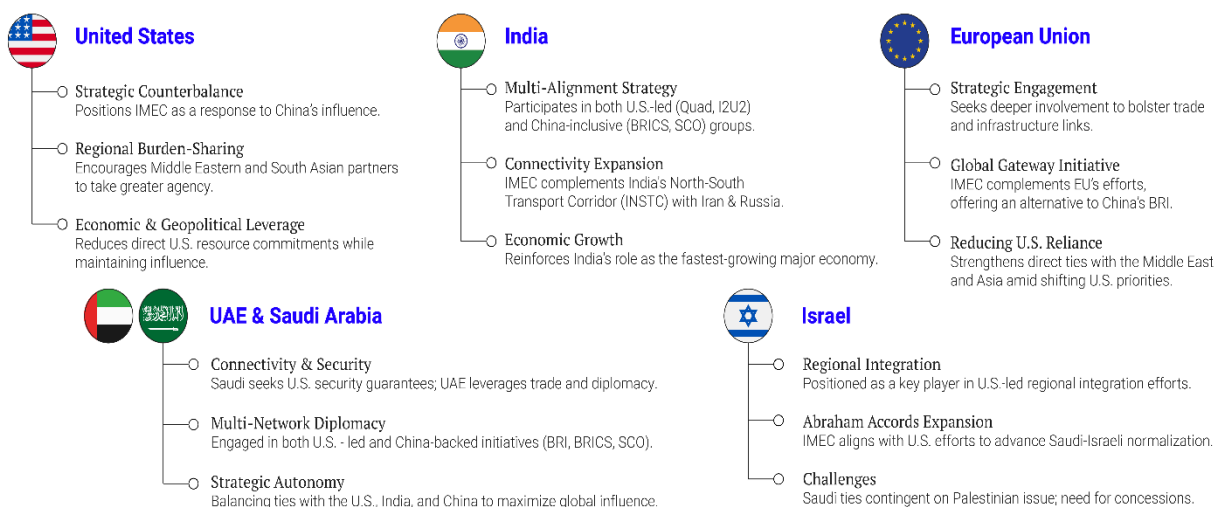 United States
Strategic Counterbalance
Positions IMEC as a response to China's influence.
Regional Burden-Sharing
Encourages Middle Eastern and South Asian partners
to take greater agency.
Economic & Geopolitical Leverage
Reduces direct U.S. resource commitments while
maintaining influence.
India
Multi-Alignment Strategy
Participates in both U.S.-led (Quad, I2U2)
and China-inclusive (BRICS, SCO) groups.
Connectivity Expansion
IMEC complements India's North-South
Transport Corridor (INSTC) with Iran & Russia.
Economic Growth
Reinforces India's role as the fastest-growing major economy.
European Union
Strategic Engagement
Seeks deeper involvement to bolster trade
and infrastructure links.
Global Gateway Initiative
IMEC complements EU's efforts,
offering an alternative to China's BRI.
Reducing U.S. Reliance
Strengthens direct ties with the Middle East
and Asia amid shifting U.S. priorities.
UAE & Saudi Arabia
Connectivity & Security
Saudi seeks U.S. security guarantees; UAE leverages trade and diplomacy.
Multi-Network Diplomacy
Engaged in both U.S. - led and China-backed initiatives (BRI, BRICS, SCO).
Strategic Autonomy
Balancing ties with the U.S., India, and China to maximize global influence.
Israel
Regional Integration
Positioned as a key player in U.S.-led regional integration efforts.
Abraham Accords Expansion
IMEC aligns with U.S. efforts to advance Saudi-Israeli normalization.
Challenges
Saudi ties contingent on Palestinian issue; need for concessions.